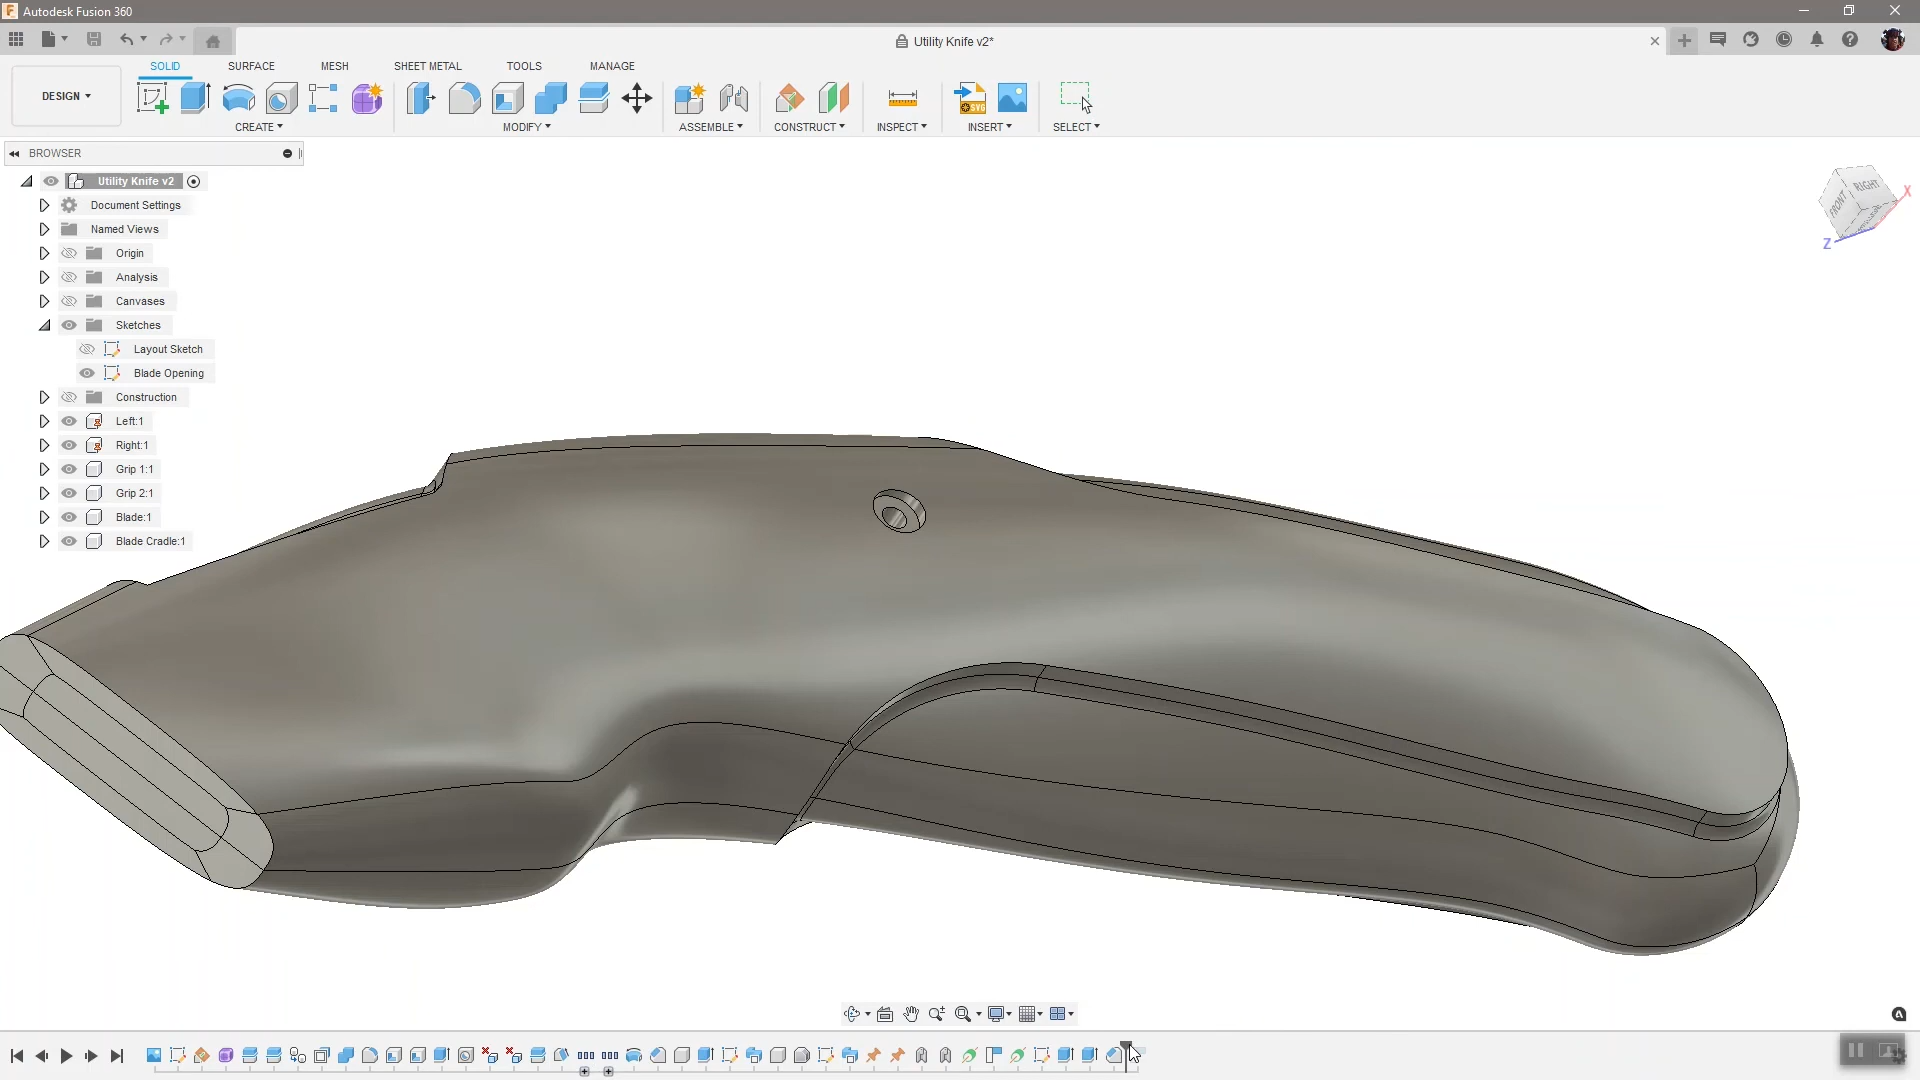 Autodesk Fusion 360
Utility Knife v2*
SOLID
SURFACE
MESH
SHEET METAL
TOOLS
MANAGE
DESIGN
CREATE
MODIFY
ASSEMBLE
CONSTRUCT
INSPECT
INSERT
SELECT
SVG
BROWSER
Utility Knife v2
Document Settings
Named Views
Origin
Analysis
Canvases
Sketches
Layout Sketch
Blade Opening
Construction
Left:1
Right:1
Grip 1:1
Grip 2:1
Blade:1
Blade Cradle:1
FRONT
RIGHT
X
Z